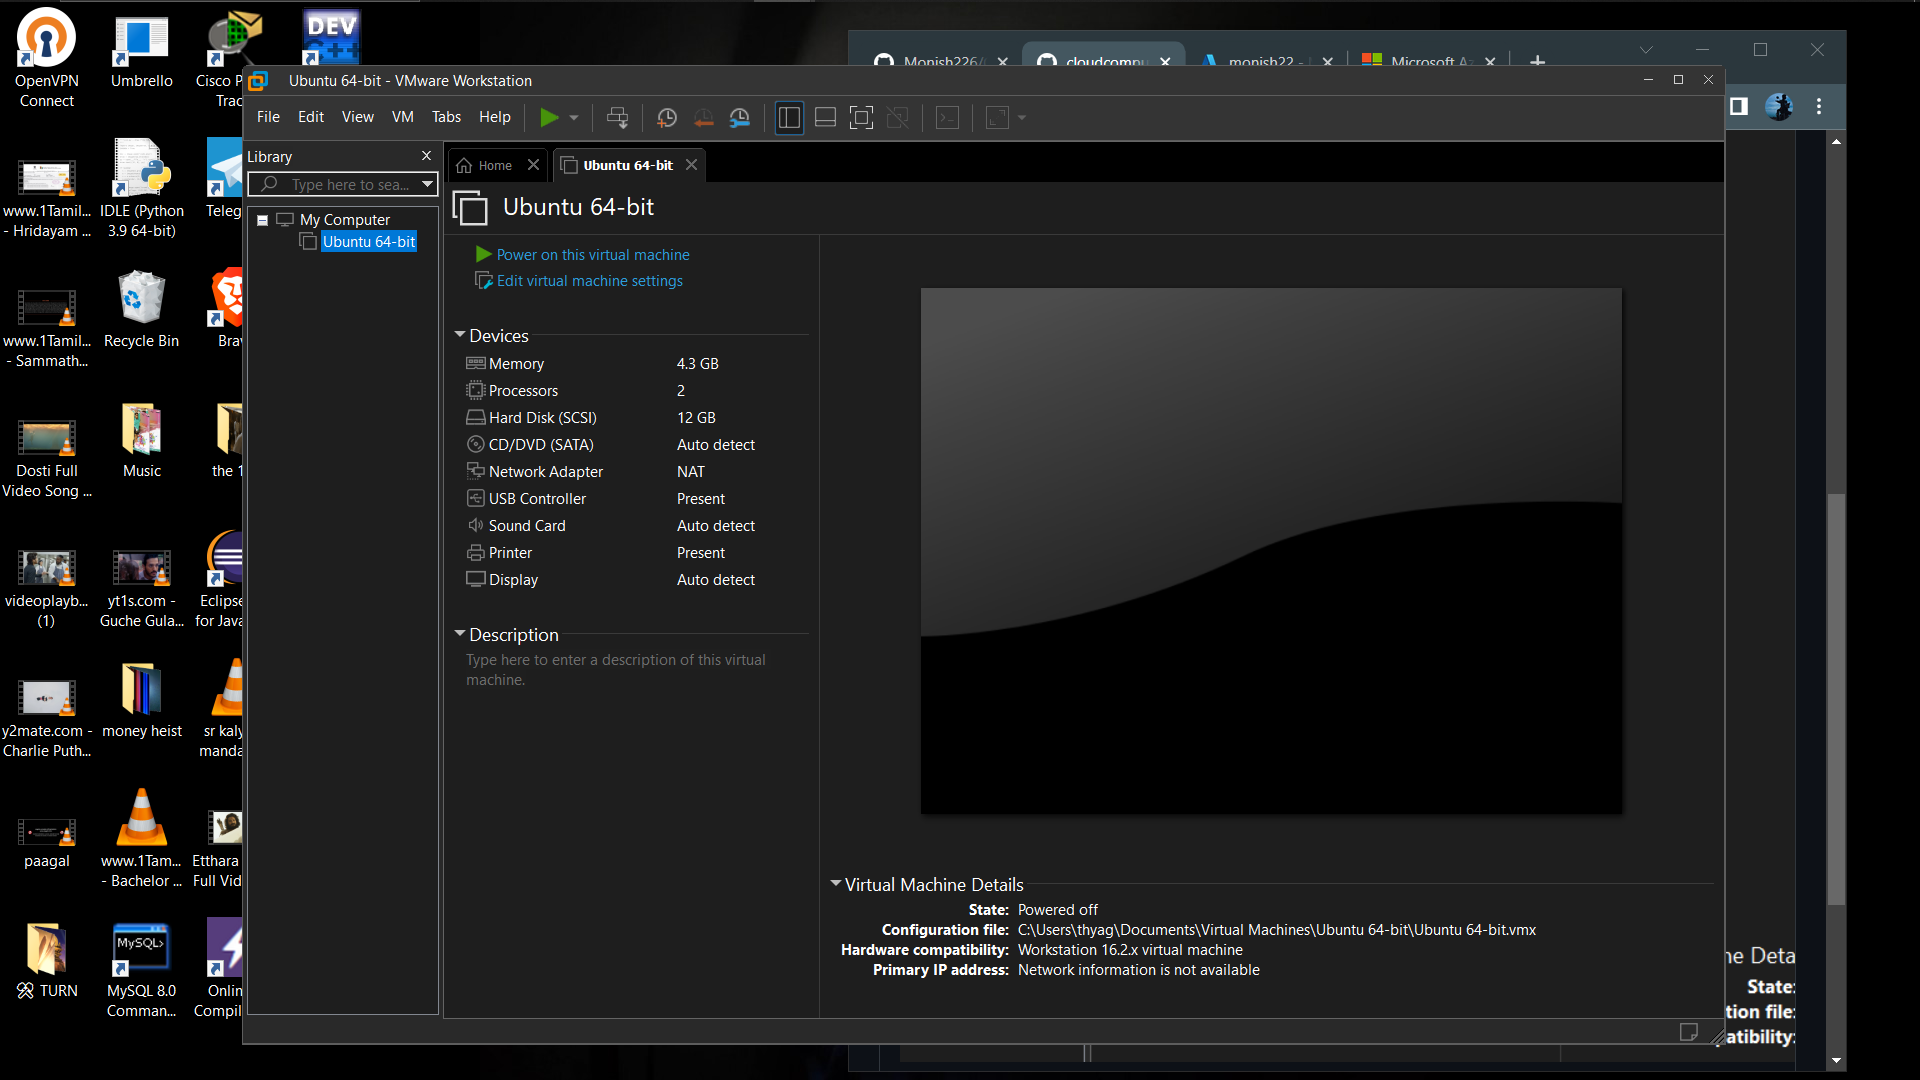 OpenVPN
Connect
Umbrello
Cisco P
Trac
DEV
www.1Tamil...
- Hridayam ...
IDLE (Python
3.9 64-bit)
Teleg
www.1Tamil...
- Sammath...
Recycle Bin
Brav
Dosti Full
Video Song ...
Music
the 1
videoplayb...
(1)
yt1s.com -
Guche Gula...
Eclipse
for Java
y2mate.com -
Charlie Puth...
money heist
sr kaly
manda
paagal
www.1Tam...
- Bachelor ...
Etthara
Full Vid
TURN
MySQL>
MySQL 8.0
Comman...
Onlin
Compil
Monish226/
cloudcompu
monish22 -
Microsoft Az
Ubuntu 64-bit - VMware Workstation
File Edit View VM Tabs Help
Library
Type here to sea...
My Computer
Ubuntu 64-bit
Home
Ubuntu 64-bit
Ubuntu 64-bit
Power on this virtual machine
Edit virtual machine settings
Devices
Memory 4.3 GB
Processors 2
Hard Disk (SCSI) 12 GB
CD/DVD (SATA) Auto detect
Network Adapter NAT
USB Controller Present
Sound Card Auto detect
Printer Present
Display Auto detect
Description
Type here to enter a description of this virtual
machine.
Virtual Machine Details
State: Powered off
Configuration file: C:\Users\thyag\Documents\Virtual Machines\Ubuntu 64-bit\Ubuntu 64-bit.vmx
Hardware compatibility: Workstation 16.2.x virtual machine
Primary IP address: Network information is not available
ne Deta
State:
tion file:
patibility: